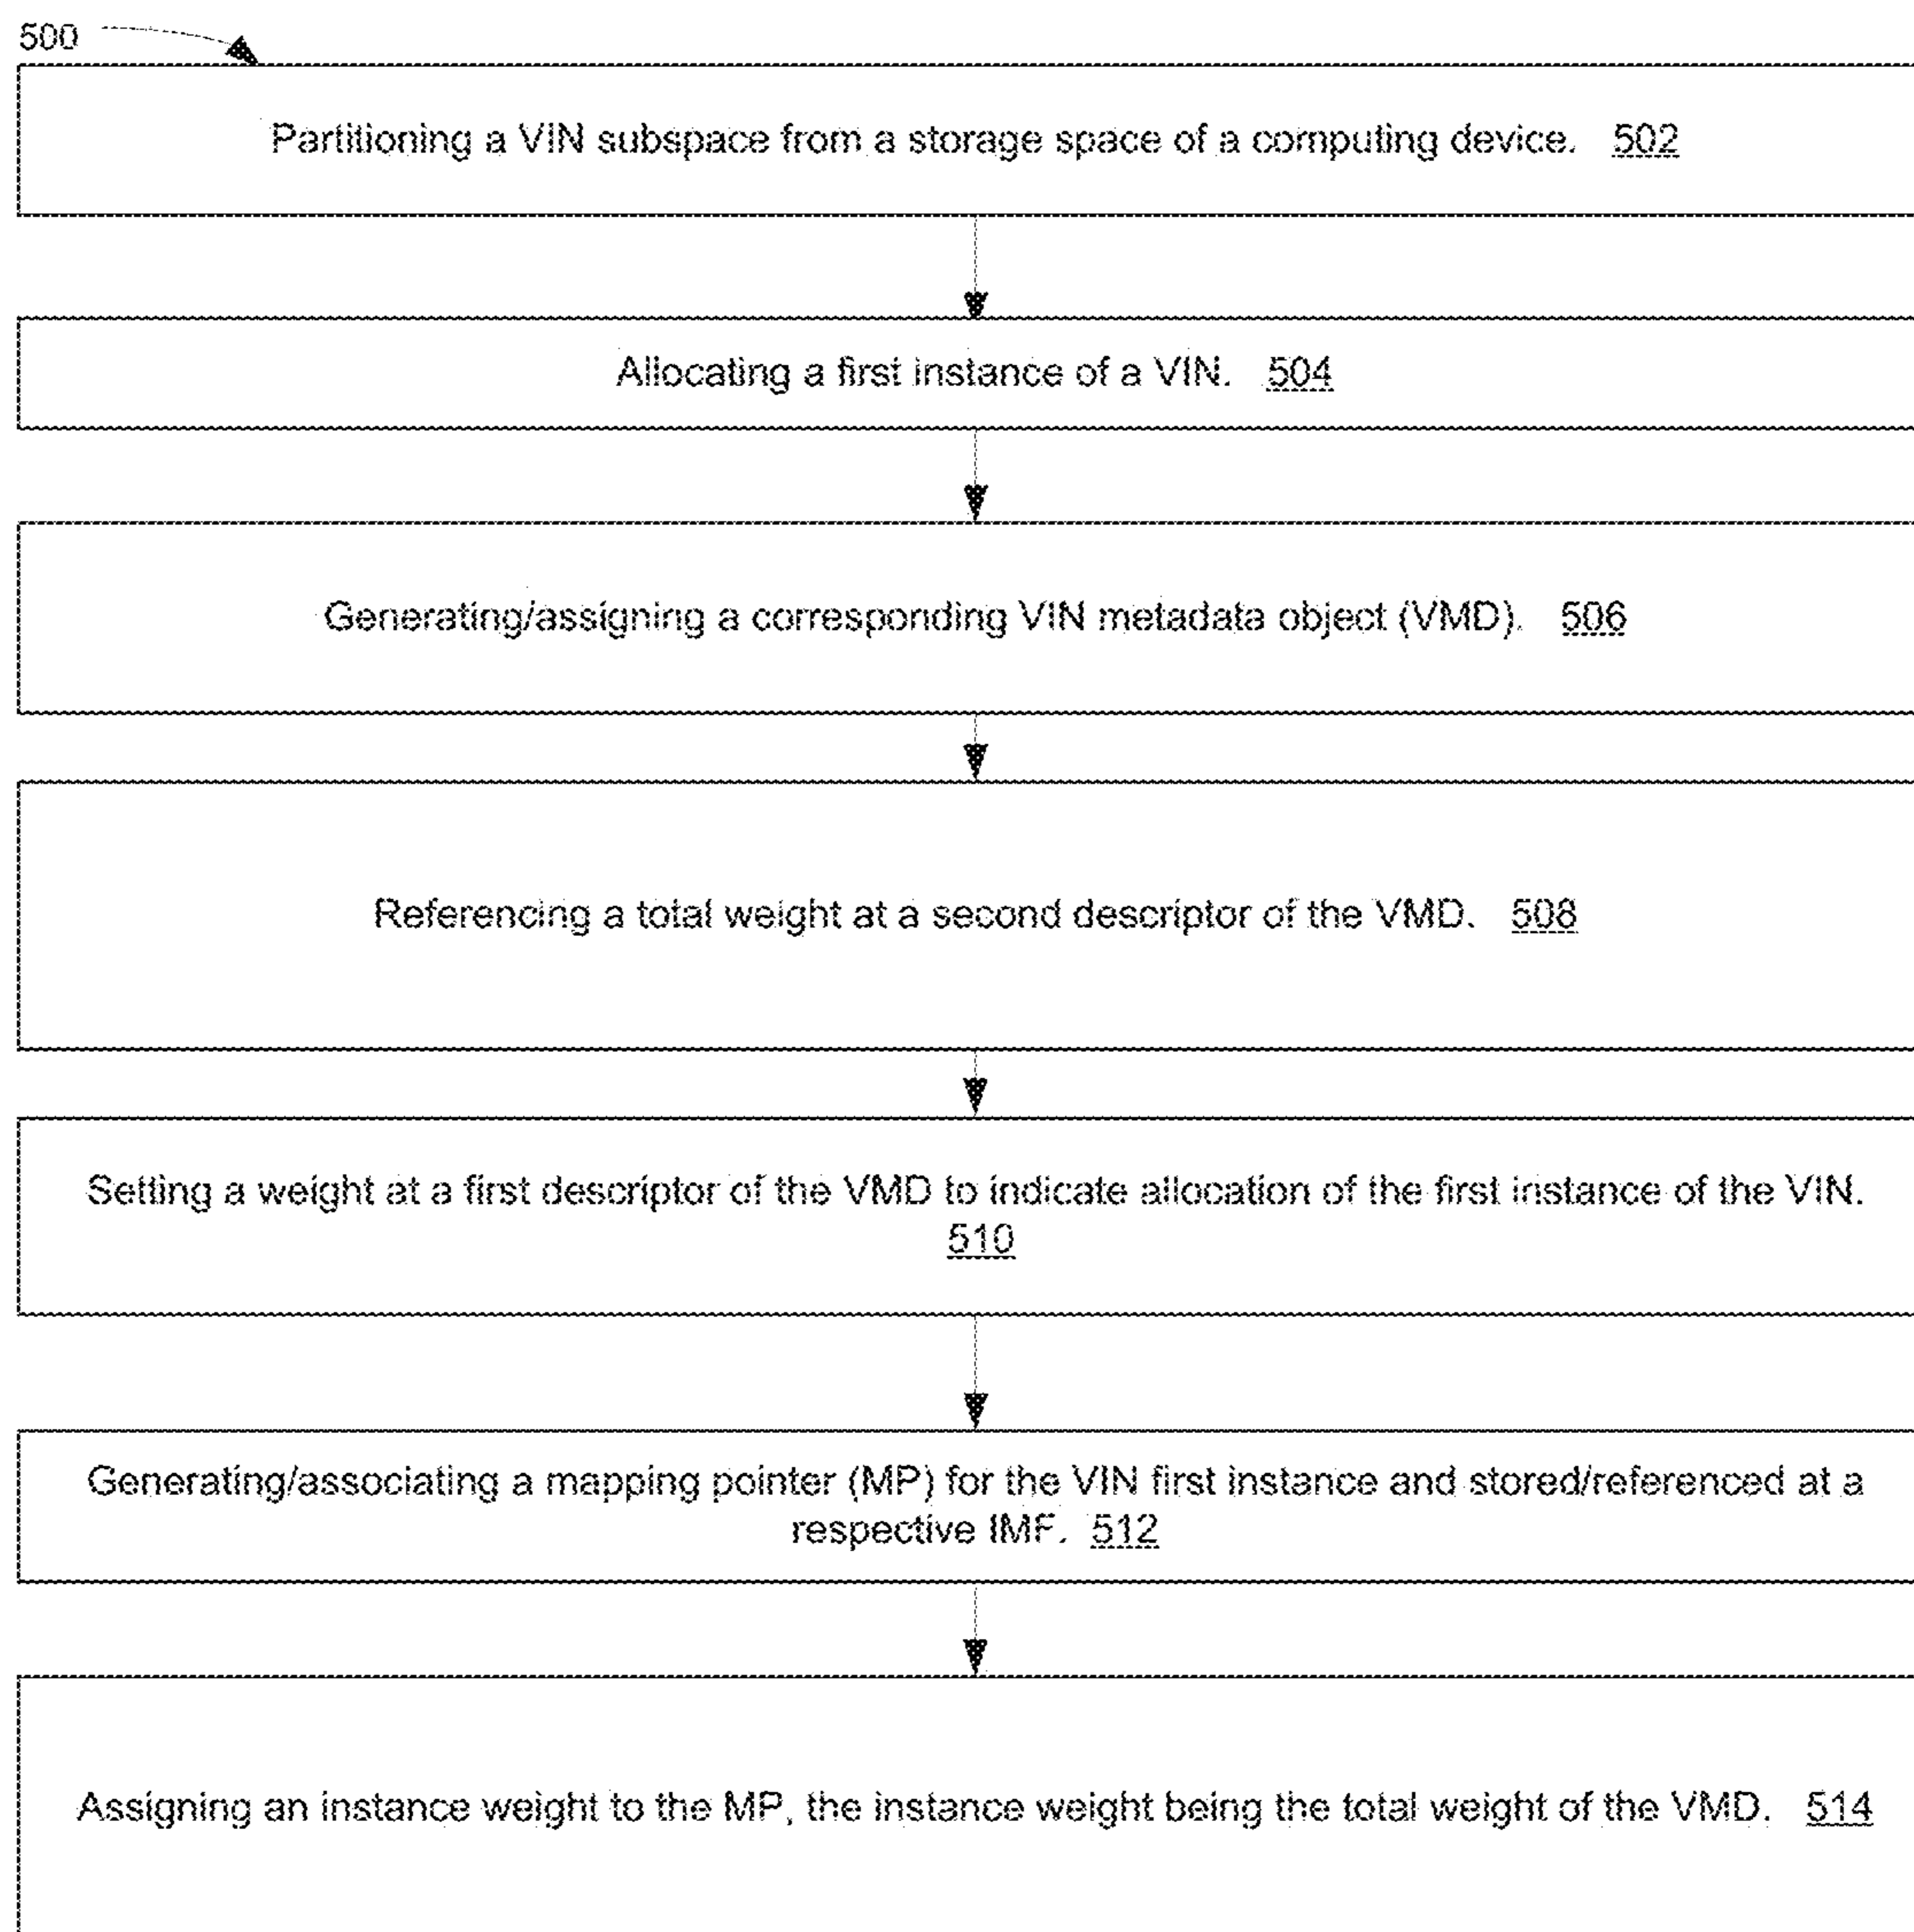 500
Partitioning a VIN subspace from a storage space of a computing device. 502
Allocating a first instance of a VIN. 504
Generating/assigning a corresponding VIN metadata object (VMD). 506
Referencing a total weight at a second descriptor of the VMD. 508
Setting a weight at a first descriptor of the VMD to indicate allocation of the first instance of the VIN.
510
Generating/associating a mapping pointer (MP) for the VIN first instance and stored/referenced at a
respective IMF. 512
Assigning an instance weight to the MP, the instance weight being the total weight of the VMD. 514